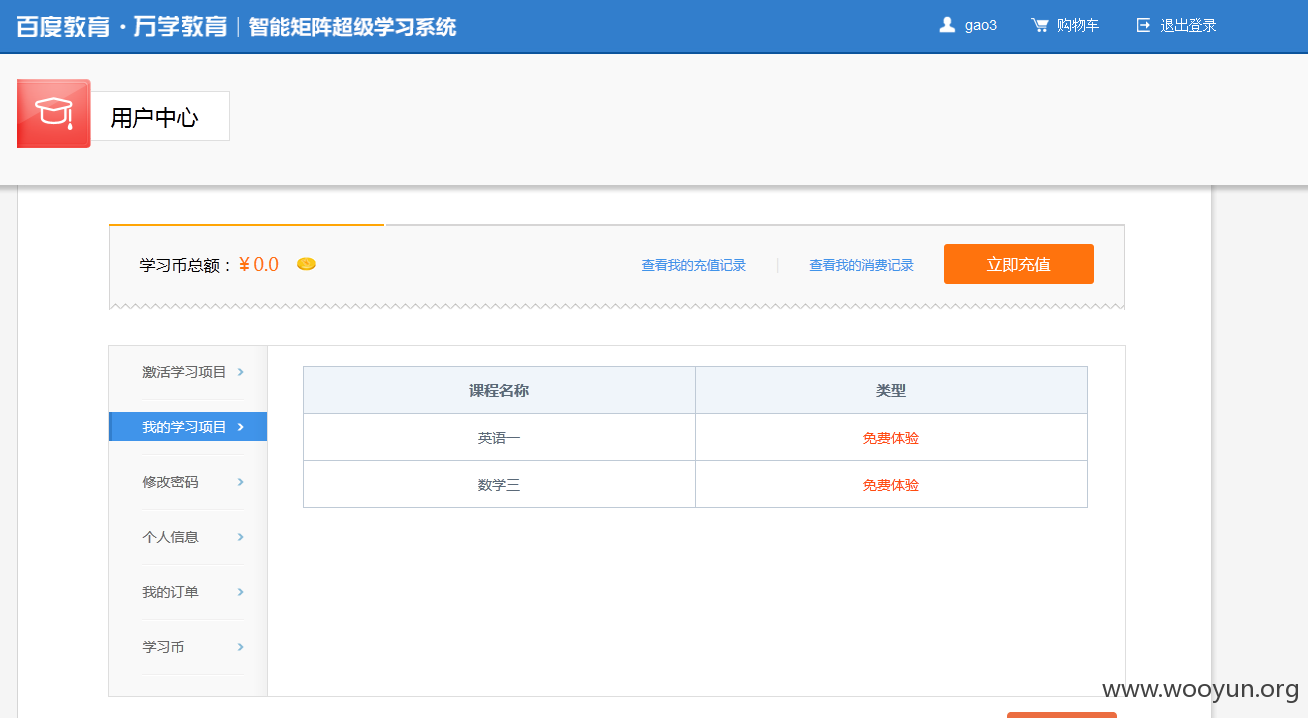 百度教育·万学教育 | 智能矩阵超级学习系统
gao3 购物车 退出登录
用户中心
学习币总额：¥0.0 查看我的充值记录 | 查看我的消费记录 立即充值
激活学习项目
我的学习项目
修改密码
个人信息
我的订单
学习币
课程名称 类型
英语一 免费体验
数学三 免费体验
www.wooyun.org